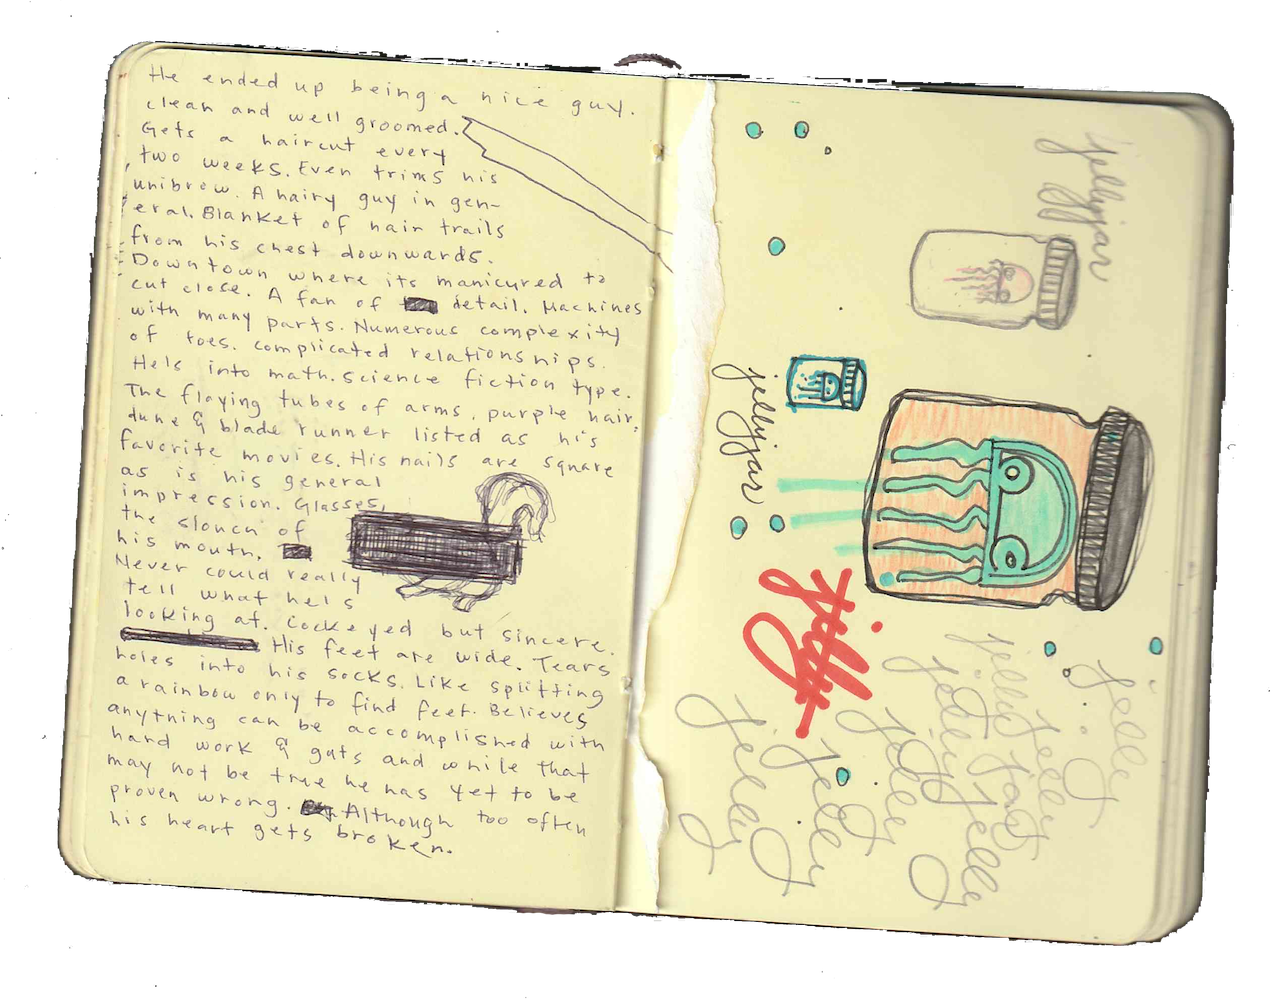 He ended up being a nice guy.
clean and well groomed.
Gets a haircut every
two weeks. Even trims his
unibrow. A hairy guy in gen-
eral. Blanket of hair trails
from his chest downwards.
Downtown where its manicured to
cut close. A fan of detail. Machines
with many parts. Numerous complexity
of toes. complicated relationships.
He's into math. science fiction type.
The flaying tubes of arms. purple hair.
dune & blade runner listed as his
favorite movies. His nails are square
as is his general
impression. Glasses,
the slouch of
his mouth.
Never could really
tell what he's
looking at. Cockeyed but sincere.
His feet are wide. Tears
holes into his socks. Like splitting
a rainbow only to find feet. Believes
anything can be accomplished with
hard work & guts and while that
may not be true he has yet to be
proven wrong. Although too often
his heart gets broken.
jellyjar
jellyjar
jelly
jelly
jelly
jelly
jelly
jelly
jelly
jelly
jelly